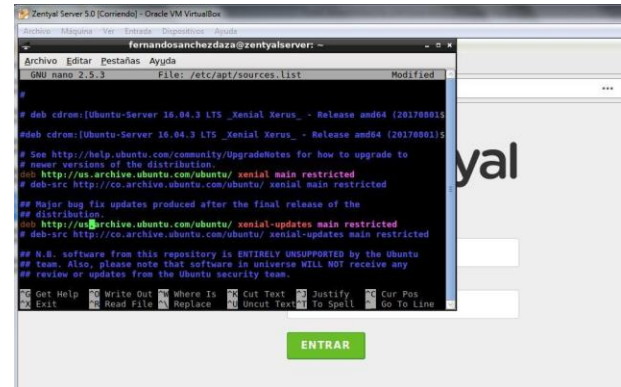 Zentyal Server 5.0 [Corriendo] - Oracle VM VirtualBox
Archivo Máquina Ver Entrada Dispositivos Ayuda
fernandosanchezdaza@zentyalserver: ~
Archivo Editar Pestañas Ayuda
GNU nano 2.5.3 File: /etc/apt/sources.list Modified
#
# deb cdrom:[Ubuntu-Server 16.04.3 LTS _Xenial Xerus_ - Release amd64 (20170801$
#deb cdrom:[Ubuntu-Server 16.04.3 LTS _Xenial Xerus_ - Release amd64 (20170801)$
# See http://help.ubuntu.com/community/UpgradeNotes for how to upgrade to
# newer versions of the distribution.
deb http://us.archive.ubuntu.com/ubuntu/ xenial main restricted
# deb-src http://co.archive.ubuntu.com/ubuntu/ xenial main restricted
## Major bug fix updates produced after the final release of the
## distribution.
deb http://us.archive.ubuntu.com/ubuntu/ xenial-updates main restricted
# deb-src http://co.archive.ubuntu.com/ubuntu/ xenial-updates main restricted
## N.B. software from this repository is ENTIRELY UNSUPPORTED by the Ubuntu
## team. Also, please note that software in universe WILL NOT receive any
## review or updates from the Ubuntu security team.
^G Get Help ^O Write Out ^W Where Is ^K Cut Text ^J Justify ^C Cur Pos
^X Exit ^R Read File ^\ Replace ^U Uncut Text ^T To Spell ^_ Go To Line
yal
ENTRAR